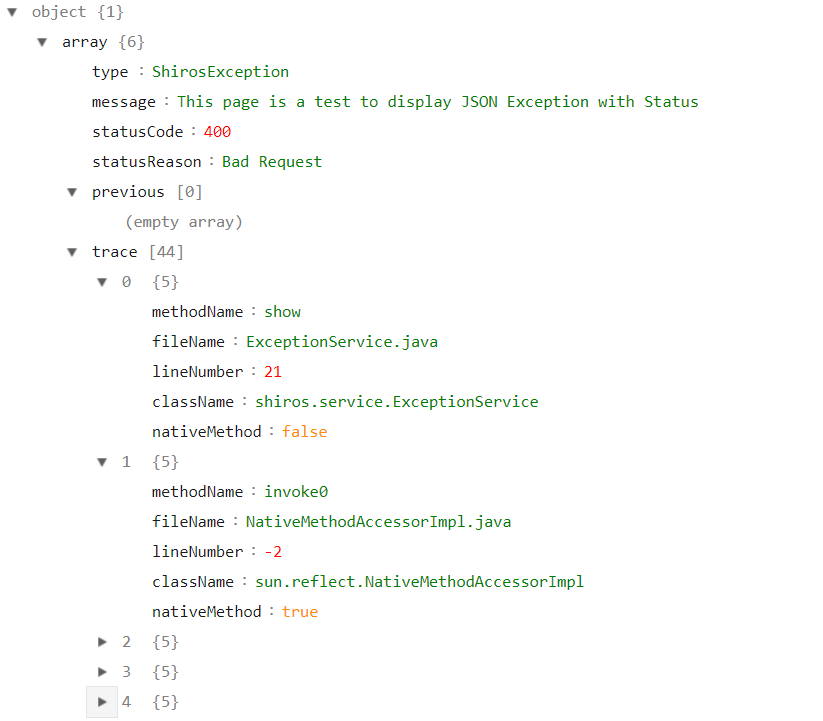 object {1}
array {6}
type : ShirosException
message : This page is a test to display JSON Exception with Status
statusCode : 400
statusReason : Bad Request
previous [0]
(empty array)
trace [44]
0 {5}
methodName : show
fileName : ExceptionService.java
lineNumber : 21
className : shiros.service.ExceptionService
nativeMethod : false
1 {5}
methodName : invoke0
fileName : NativeMethodAccessorImpl.java
lineNumber : -2
className : sun.reflect.NativeMethodAccessorImpl
nativeMethod : true
2 {5}
3 {5}
4 {5}